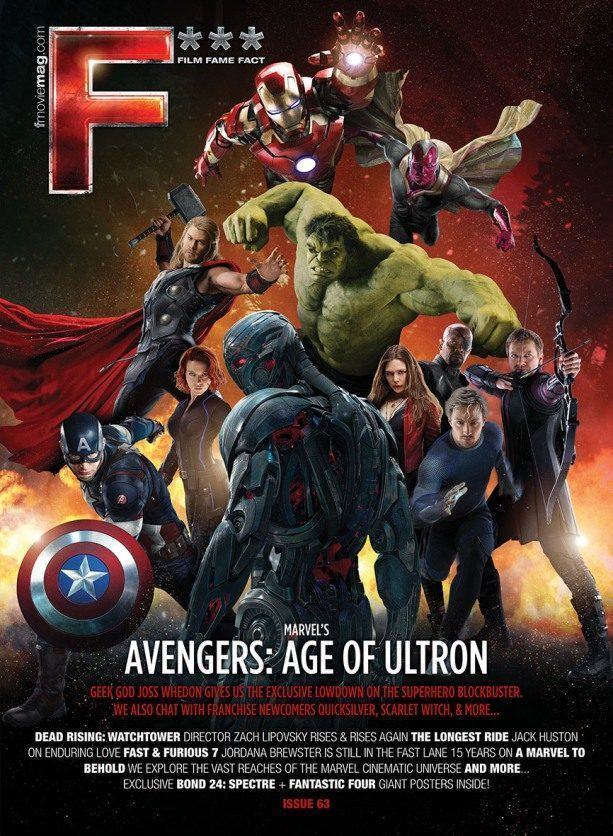 fmoviemag.com
F***
FILM FAME FACT
A
MARVEL'S
AVENGERS: AGE OF ULTRON
GEEK GOD JOSS WHEDON GIVES US THE EXCLUSIVE LOWDOWN ON THE SUPERHERO BLOCKBUSTER.
WE ALSO CHAT WITH FRANCHISE NEWCOMERS QUICKSILVER, SCARLET WITCH, & MORE...
DEAD RISING: WATCHTOWER DIRECTOR ZACH LIPOVSKY RISES & RISES AGAIN THE LONGEST RIDE JACK HUSTON
ON ENDURING LOVE FAST & FURIOUS 7 JORDANA BREWSTER IS STILL IN THE FAST LANE 15 YEARS ON A MARVEL TO
BEHOLD WE EXPLORE THE VAST REACHES OF THE MARVEL CINEMATIC UNIVERSE AND MORE...
EXCLUSIVE BOND 24: SPECTRE + FANTASTIC FOUR GIANT POSTERS INSIDE!
ISSUE 63